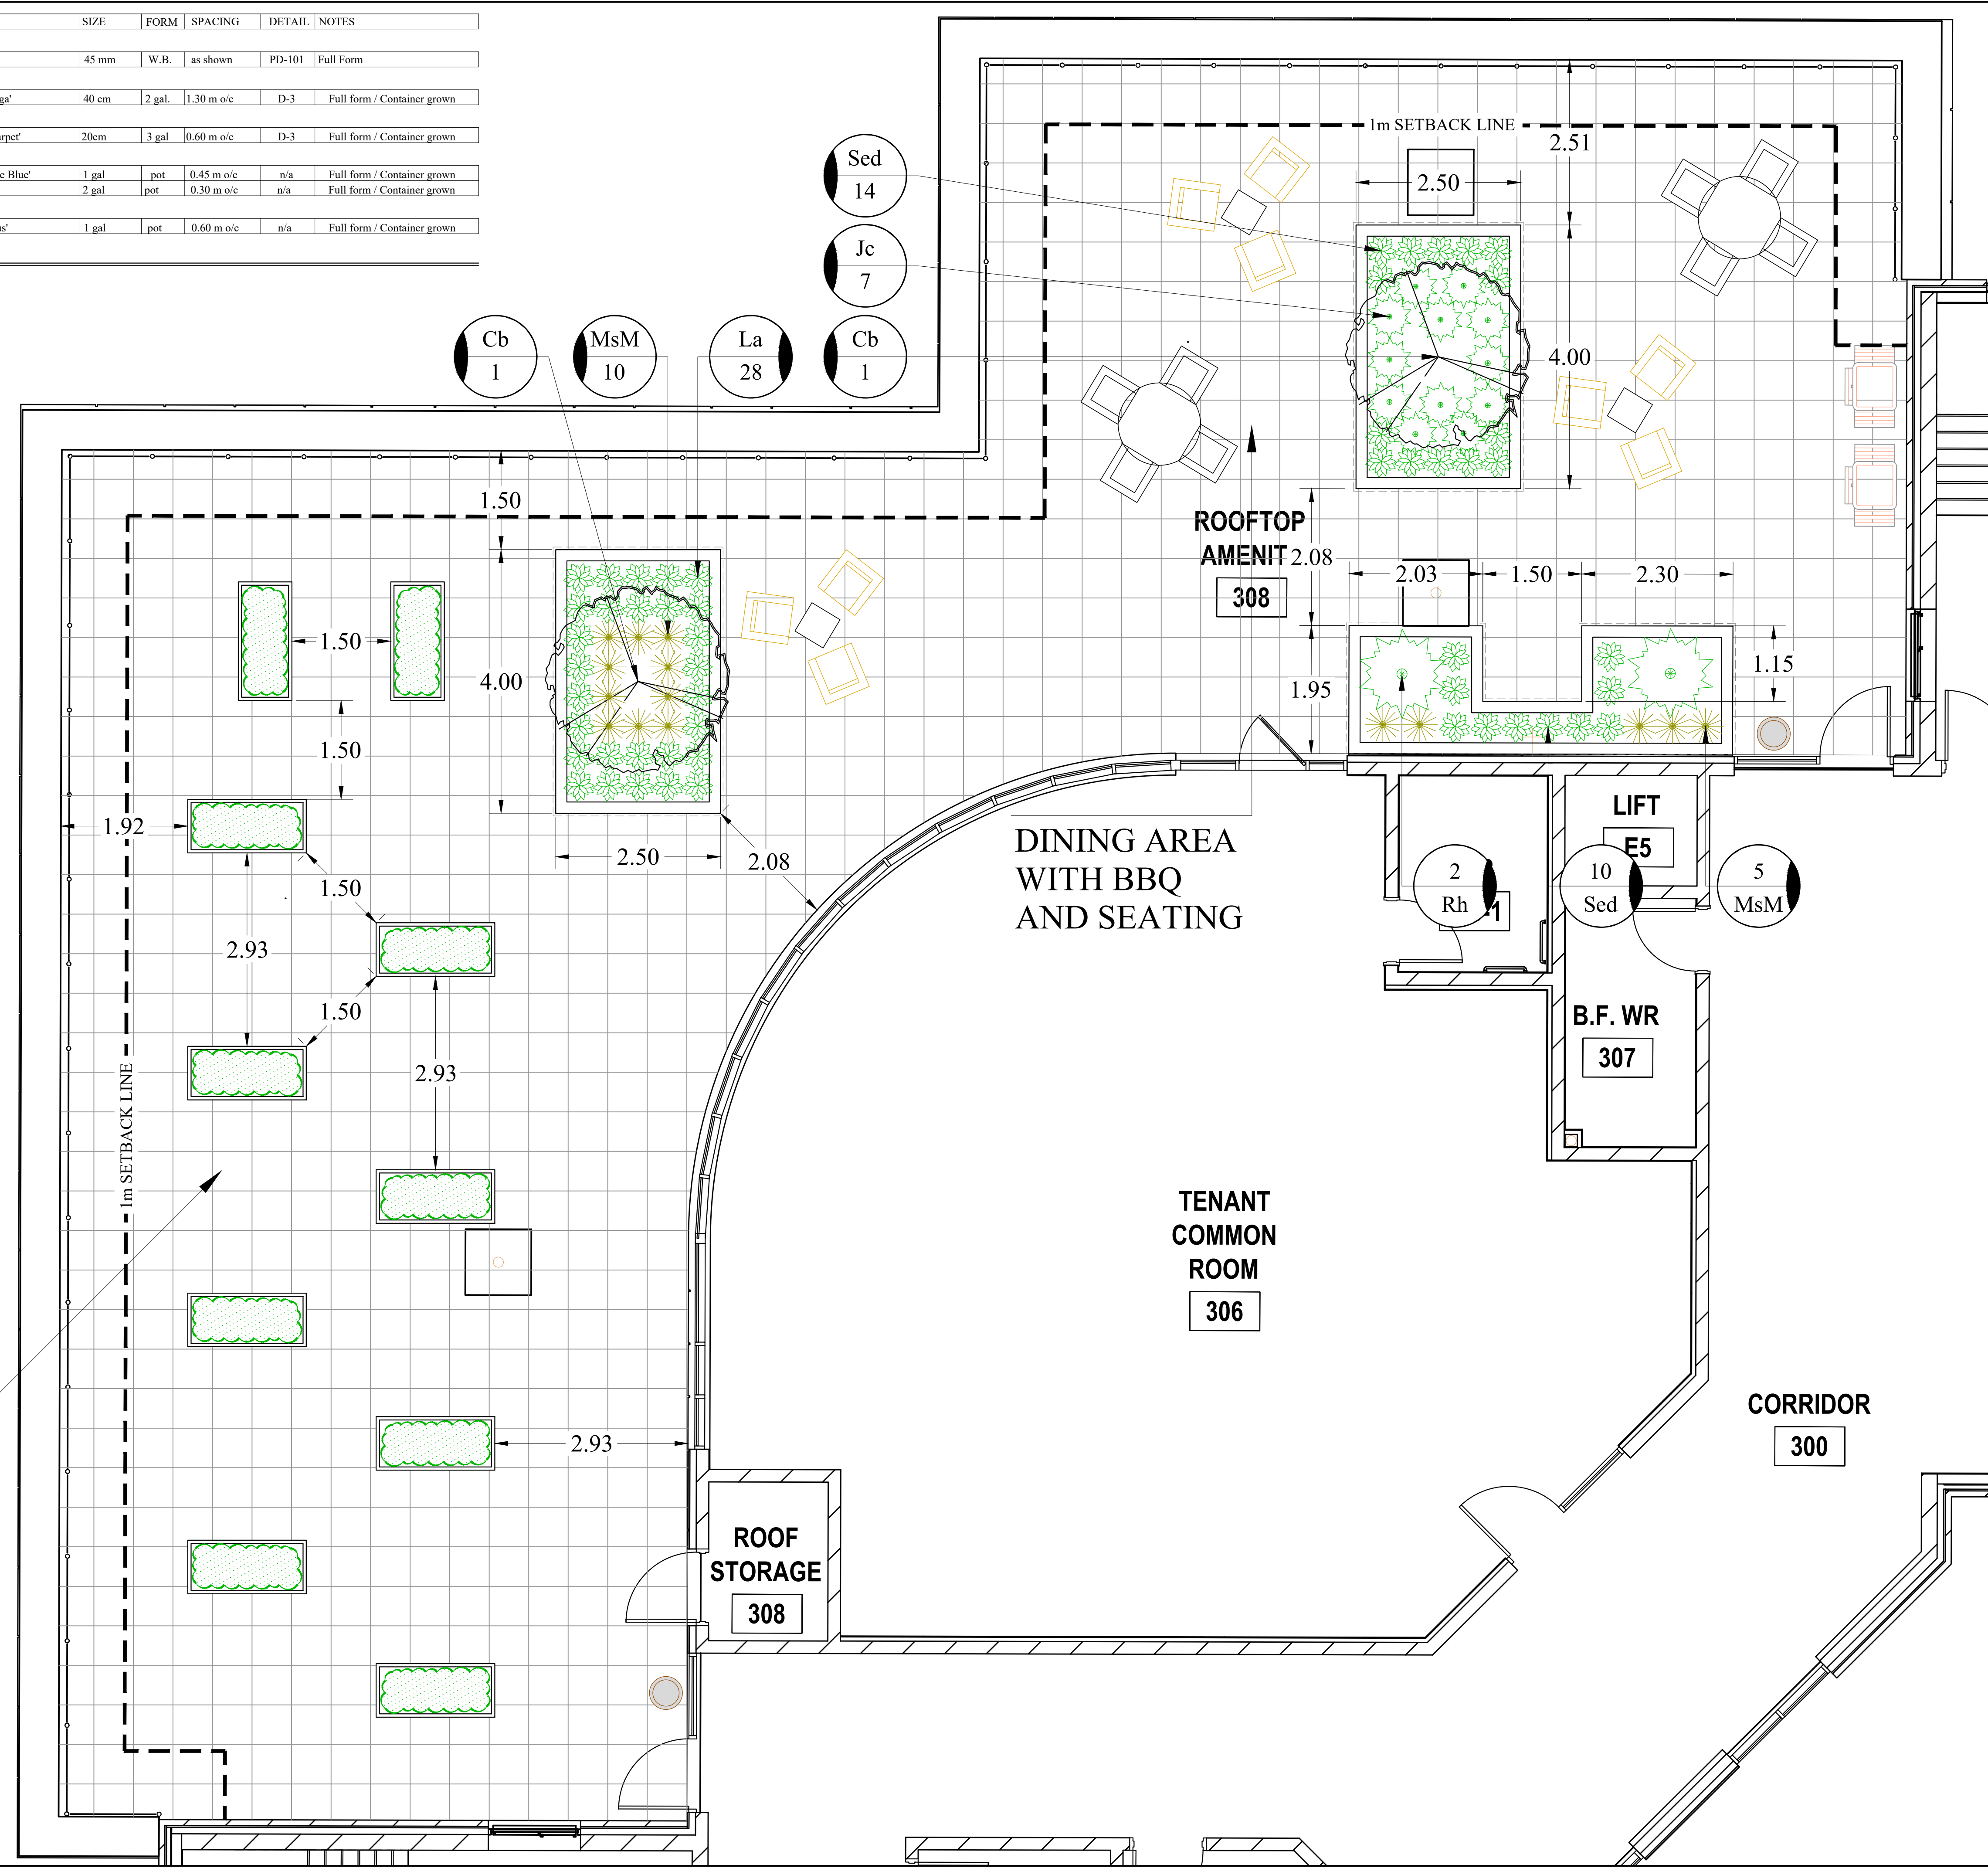 SIZE FORM SPACING DETAIL NOTES
45 mm W.B. as shown PD-101 Full Form
ga' 40 cm 2 gal. 1.30 m o/c D-3 Full form / Container grown
arpet' 20cm 3 gal 0.60 m o/c D-3 Full form / Container grown
e Blue' 1 gal pot 0.45 m o/c n/a Full form / Container grown
2 gal pot 0.30 m o/c n/a Full form / Container grown
us' 1 gal pot 0.60 m o/c n/a Full form / Container grown
1m SETBACK LINE
2.51
Sed
14
2.50
Jc
7
Cb
1
MsM
10
La
28
Cb
1
4.00
1.50
ROOFTOP
AMENIT
308
2.08
2.03
1.50
2.30
1.50
4.00
1.95
1.15
1.50
1.92
2.50
2.08
DINING AREA
WITH BBQ
AND SEATING
LIFT
E5
1.50
2
Rh
-1
10
Sed
5
MsM
2.93
1.50
B.F. WR
307
2.93
1m SETBACK LINE
TENANT
COMMON
ROOM
306
CORRIDOR
300
2.93
ROOF
STORAGE
308